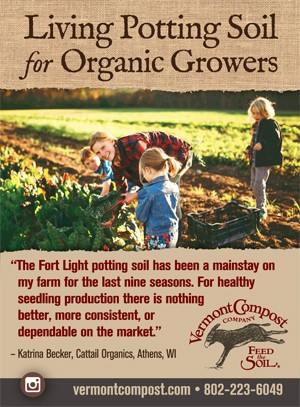 Living Potting Soil
for Organic Growers
“The Fort Light potting soil has been a mainstay on
my farm for the last nine seasons. For healthy
seedling production there is nothing
better, more consistent, or
dependable on the market.”
– Katrina Becker, Cattail Organics, Athens, WI
Vermont Compost
COMPANY
FEED
the
SOIL
vermontcompost.com • 802-223-6049